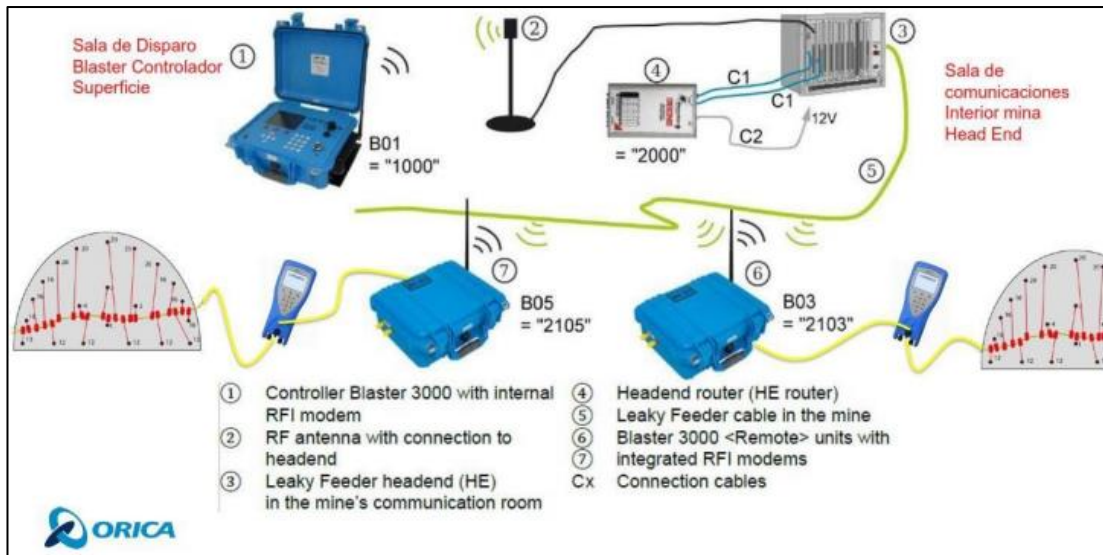 Sala de Disparo
Blaster Controlador
Superficie
1
B01
= "1000"
2
4
= "2000"
C1
C1
C2
12V
3
Sala de
comunicaciones
Interior mina
Head End
5
7
B05
= "2105"
6
B03
= "2103"
1 Controller Blaster 3000 with internal
RFI modem
2 RF antenna with connection to
headend
3 Leaky Feeder headend (HE)
in the mine's communication room
4 Headend router (HE router)
5 Leaky Feeder cable in the mine
6 Blaster 3000 <Remote> units with
7 integrated RFI modems
Cx Connection cables
ORICA